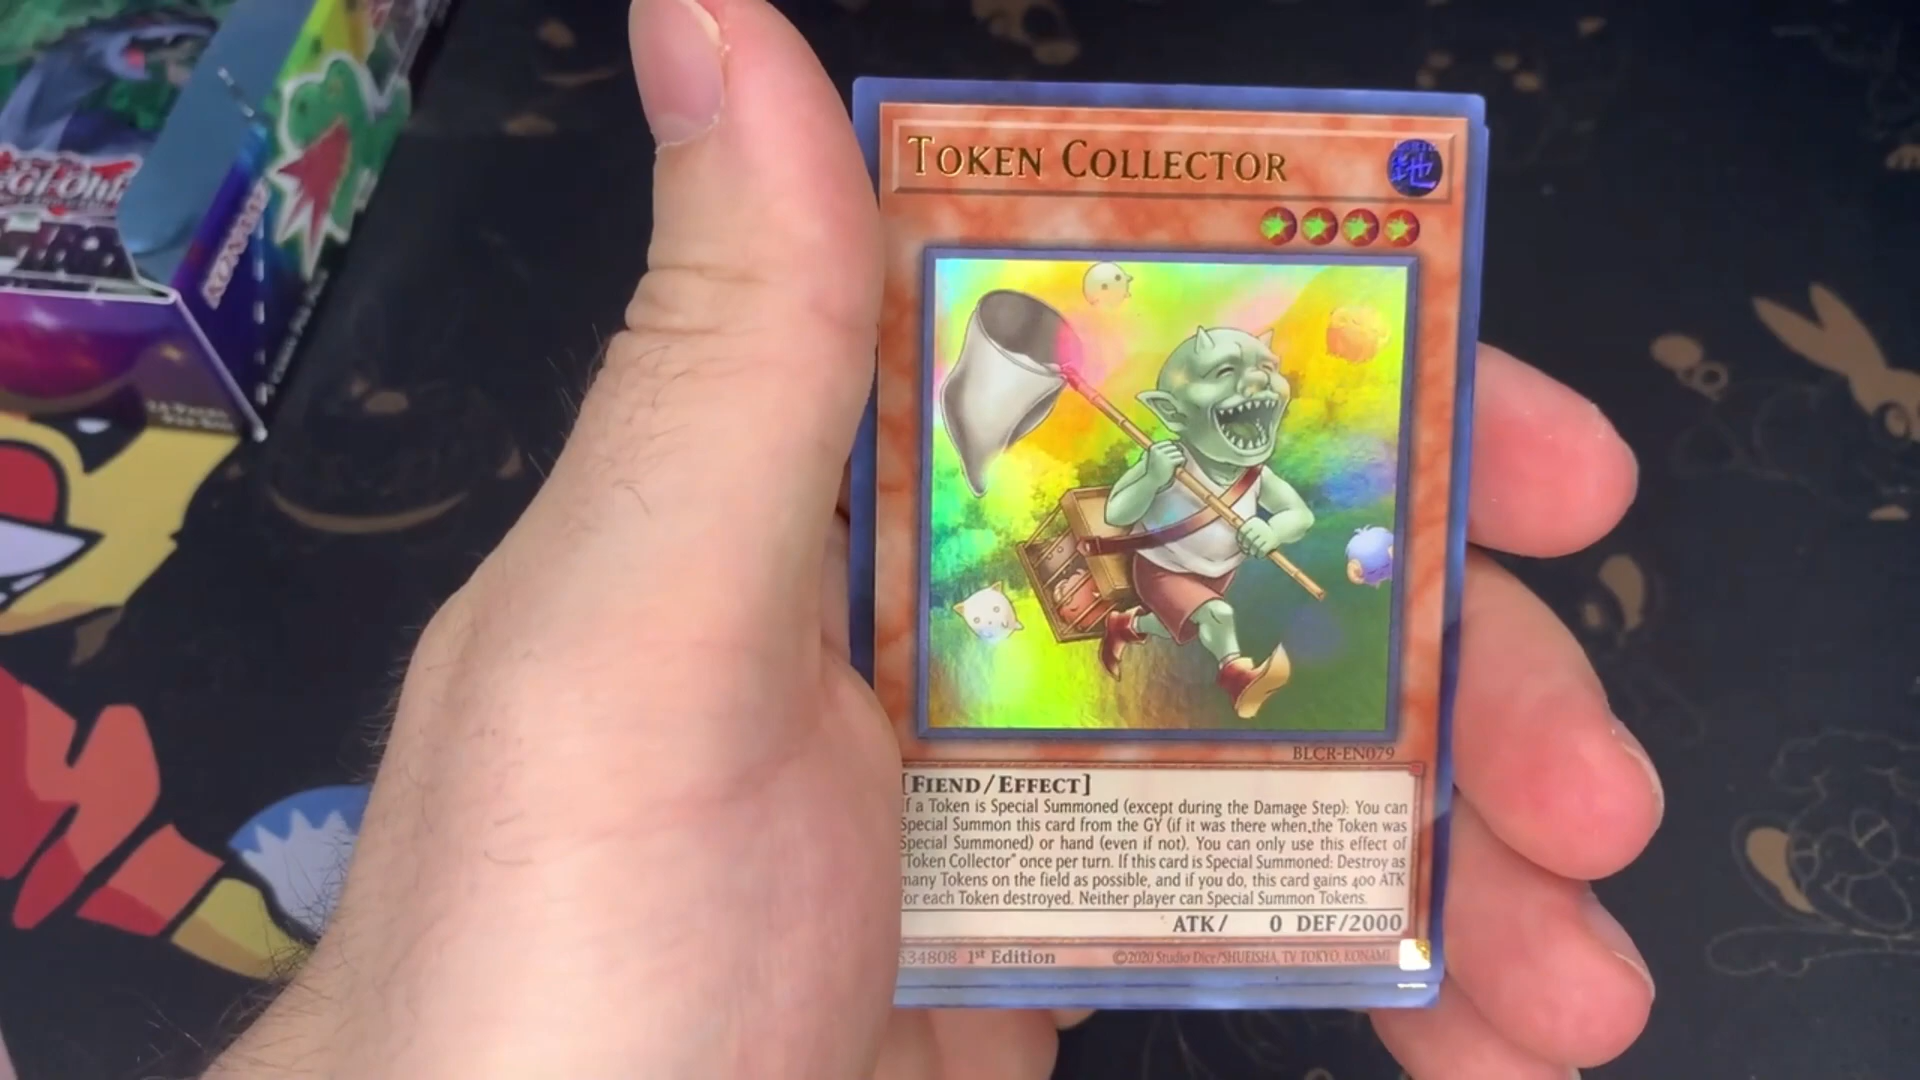 TOKEN COLLECTOR
地
BLCR-EN079
[FIEND/EFFECT]
If a Token is Special Summoned (except during the Damage Step): You can
Special Summon this card from the GY (if it was there when the Token was
Special Summoned) or hand (even if not). You can only use this effect of
"Token Collector" once per turn. If this card is Special Summoned: Destroy as
many Tokens on the field as possible, and if you do, this card gains 400 ATK
for each Token destroyed. Neither player can Special Summon Tokens.
ATK/ 0 DEF/2000
534808 1st Edition
©2020 Studio Dice/SHUEISHA, TV TOKYO, KONAMI
KONAMI